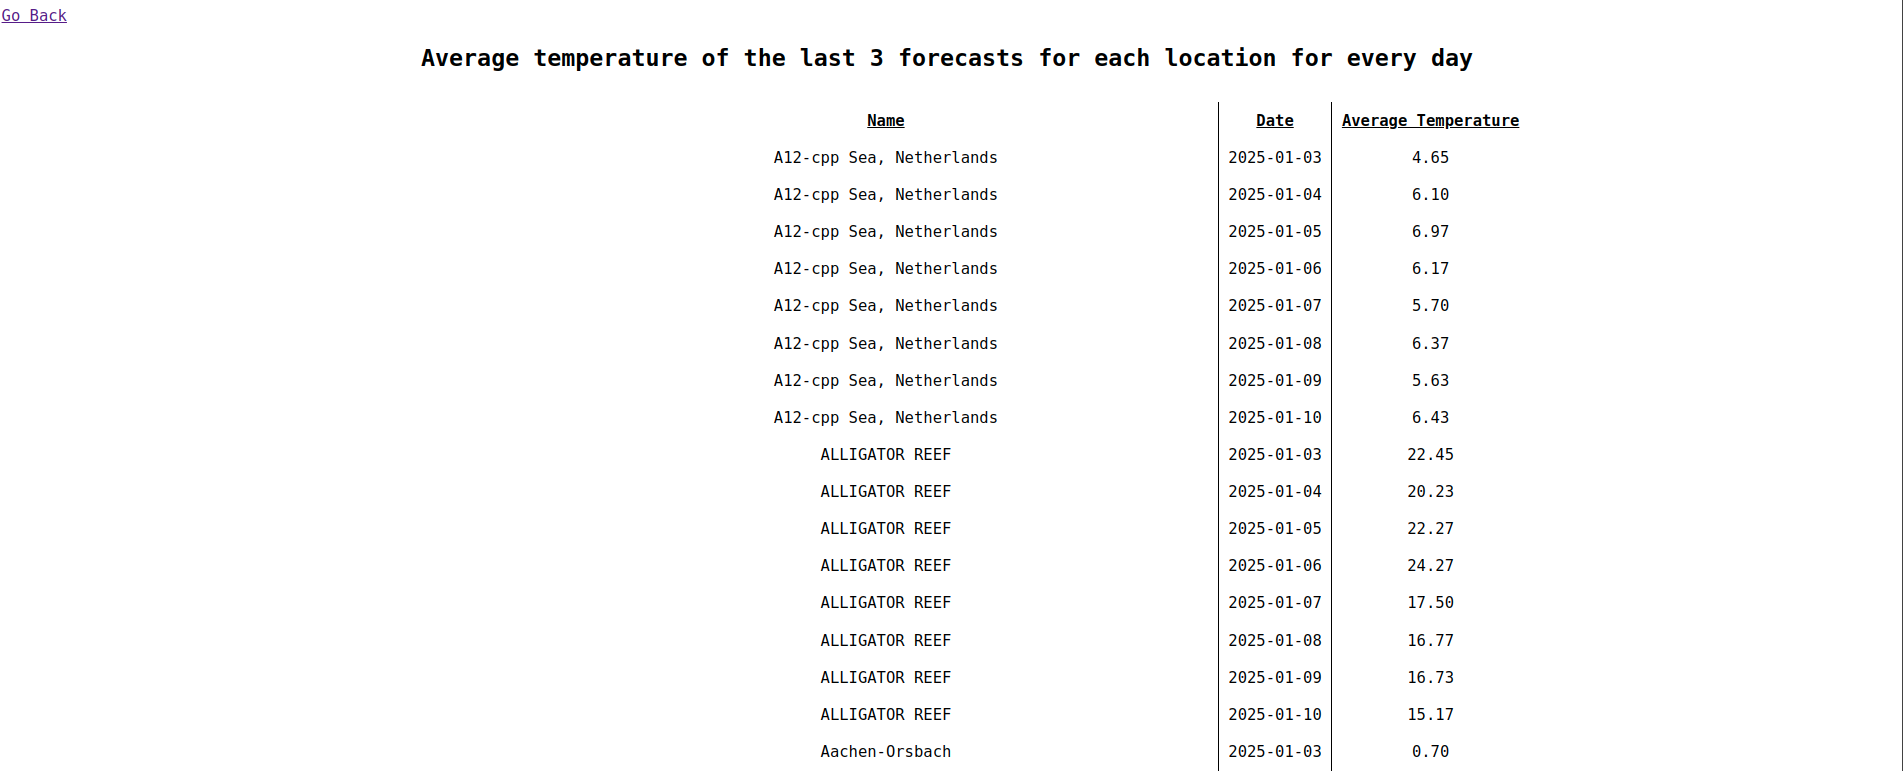 Go Back
Average temperature of the last 3 forecasts for each location for every day
Name Date Average Temperature
A12-cpp Sea, Netherlands 2025-01-03 4.65
A12-cpp Sea, Netherlands 2025-01-04 6.10
A12-cpp Sea, Netherlands 2025-01-05 6.97
A12-cpp Sea, Netherlands 2025-01-06 6.17
A12-cpp Sea, Netherlands 2025-01-07 5.70
A12-cpp Sea, Netherlands 2025-01-08 6.37
A12-cpp Sea, Netherlands 2025-01-09 5.63
A12-cpp Sea, Netherlands 2025-01-10 6.43
ALLIGATOR REEF 2025-01-03 22.45
ALLIGATOR REEF 2025-01-04 20.23
ALLIGATOR REEF 2025-01-05 22.27
ALLIGATOR REEF 2025-01-06 24.27
ALLIGATOR REEF 2025-01-07 17.50
ALLIGATOR REEF 2025-01-08 16.77
ALLIGATOR REEF 2025-01-09 16.73
ALLIGATOR REEF 2025-01-10 15.17
Aachen-Orsbach 2025-01-03 0.70